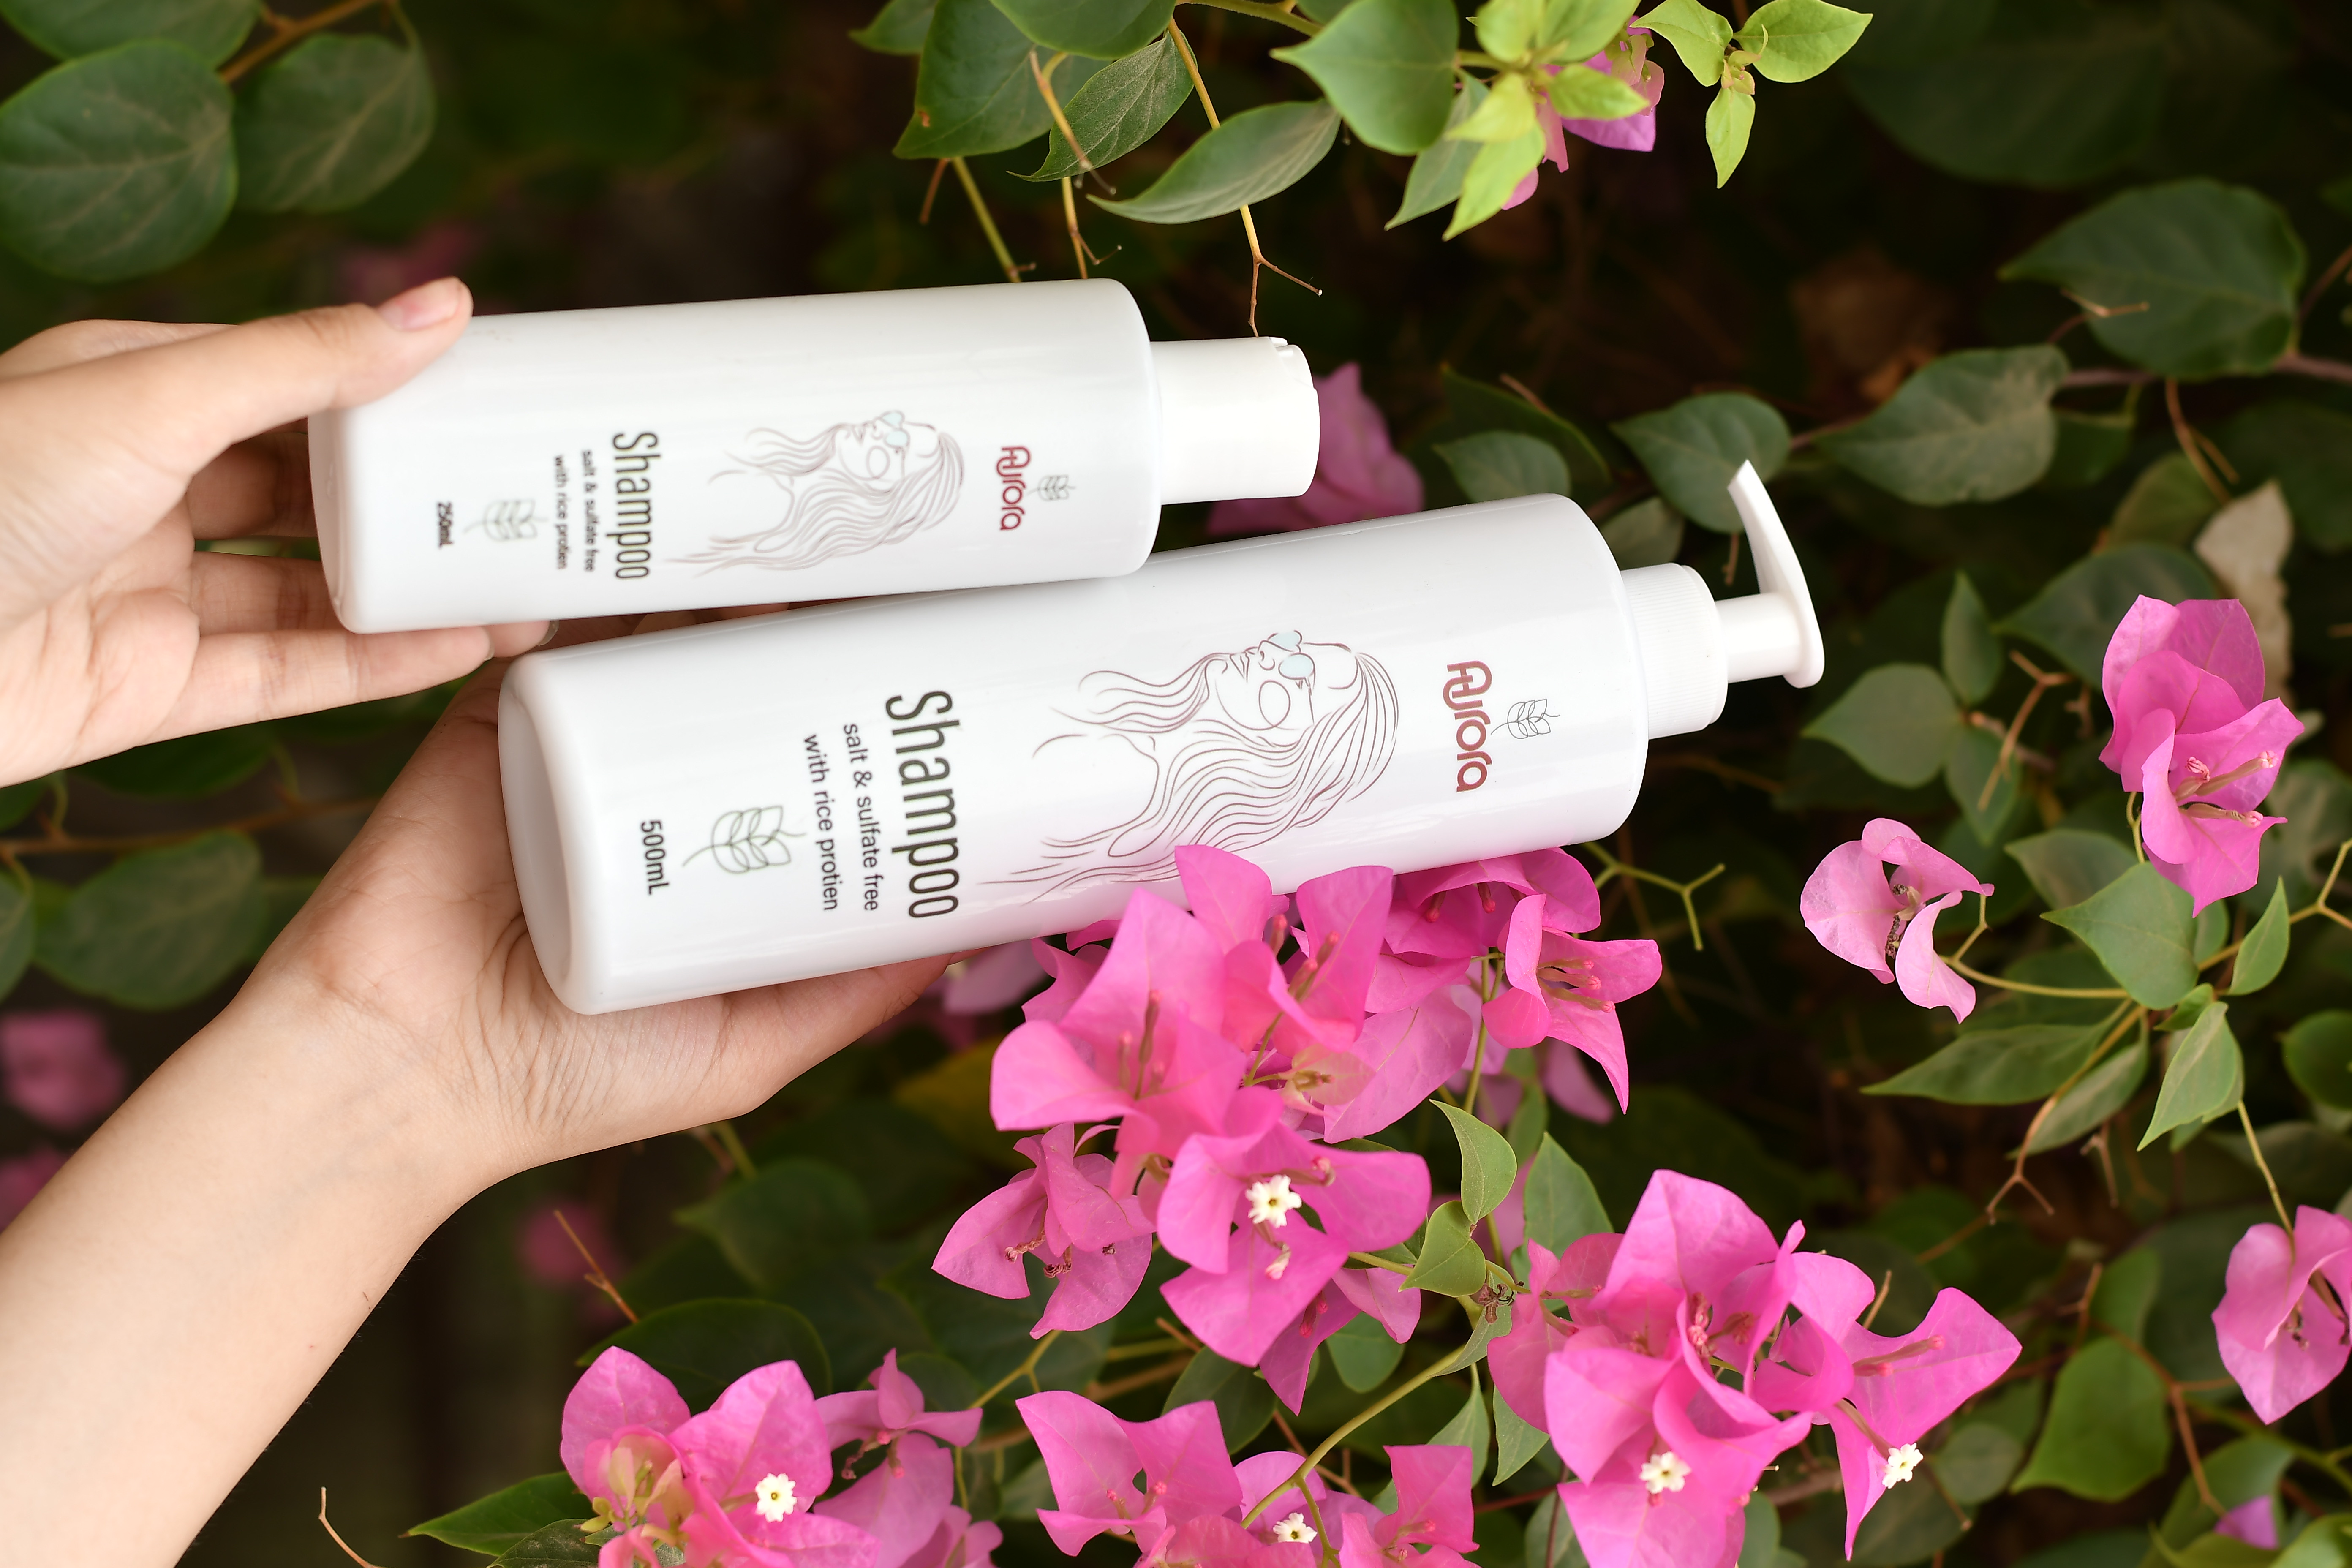 Aurora
Shampoo
salt & sulfate free
with rice protien
500mL
Aurora
Shampoo
salt & sulfate free
with rice protien
250mL